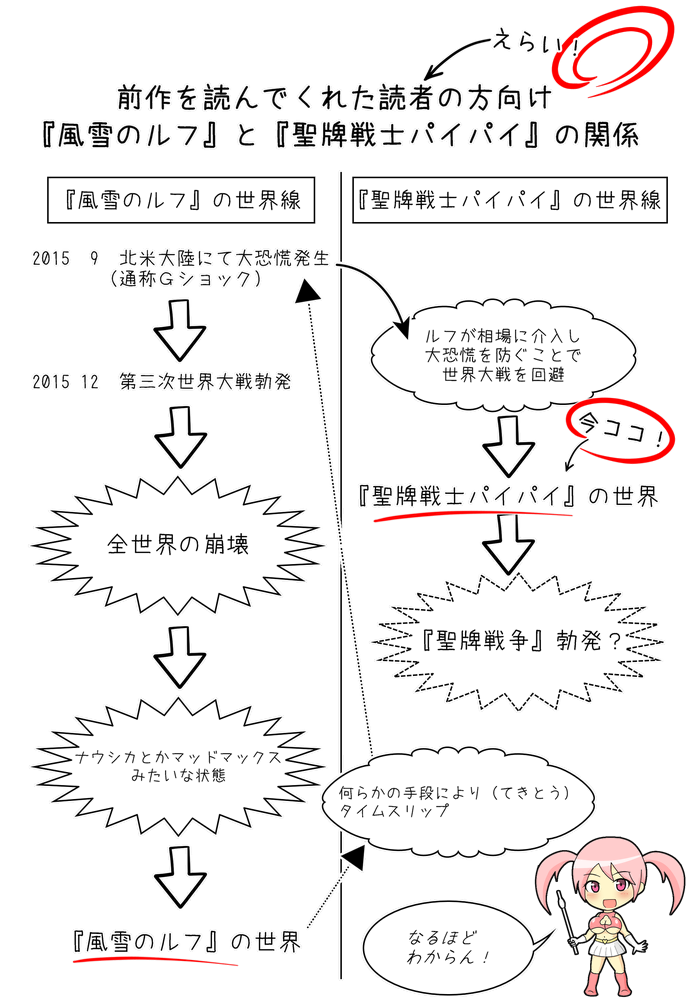 えらい!
前作を読んでくれた読者の方向け
『風雪のルフ』と『聖牌戦士パイパイ』の関係
『風雪のルフ』の世界線
2015 9 北米大陸にて大恐慌発生
(通称Gショック)
2015 12 第三次世界大戦勃発
全世界の崩壊
ナウシカとかマッドマックス
みたいな状態
『風雪のルフ』の世界
『聖牌戦士パイパイ』の世界線
ルフが相場に介入し
大恐慌を防ぐことで
世界大戦を回避
今ココ!
『聖牌戦士パイパイ』の世界
『聖牌戦争』勃発?
何らかの手段により(てきとう)
タイムスリップ
なるほど
わからん!